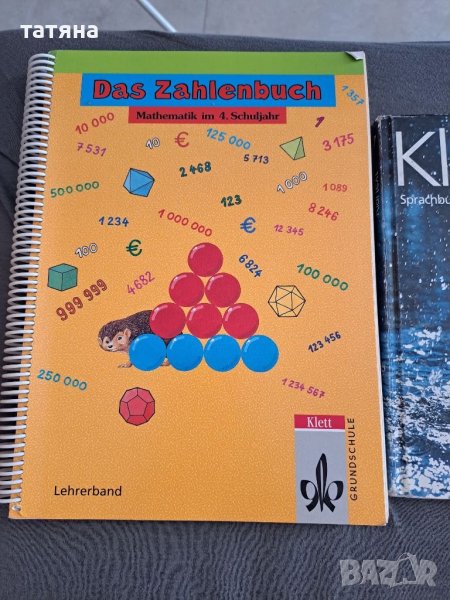 татяна
Das Zahlenbuch
Mathematik im 4. Schuljahr
1 357
10 000
10
€
125 000
1
3 175
7 531
5 713
2 468
500 000
1 000
1 089
123
8 246
1 234
1 000 000
€
12 345
100
€
6 824
4682
100 000
999 999
123 456
250 000
1 234 567
Klett
GRUNDSCHULE
Lehrerband
Kl
Sprachbu
bazar